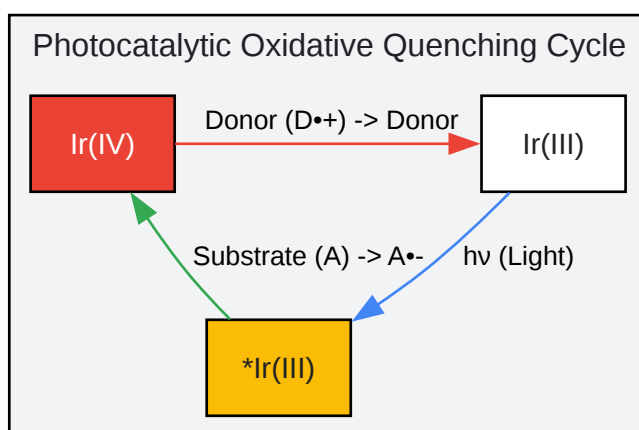 Photocatalytic Oxidative Quenching Cycle
Donor (D•+) -> Donor
Ir(IV)
Ir(III)
Substrate (A) -> A•-
hν (Light)
*Ir(III)